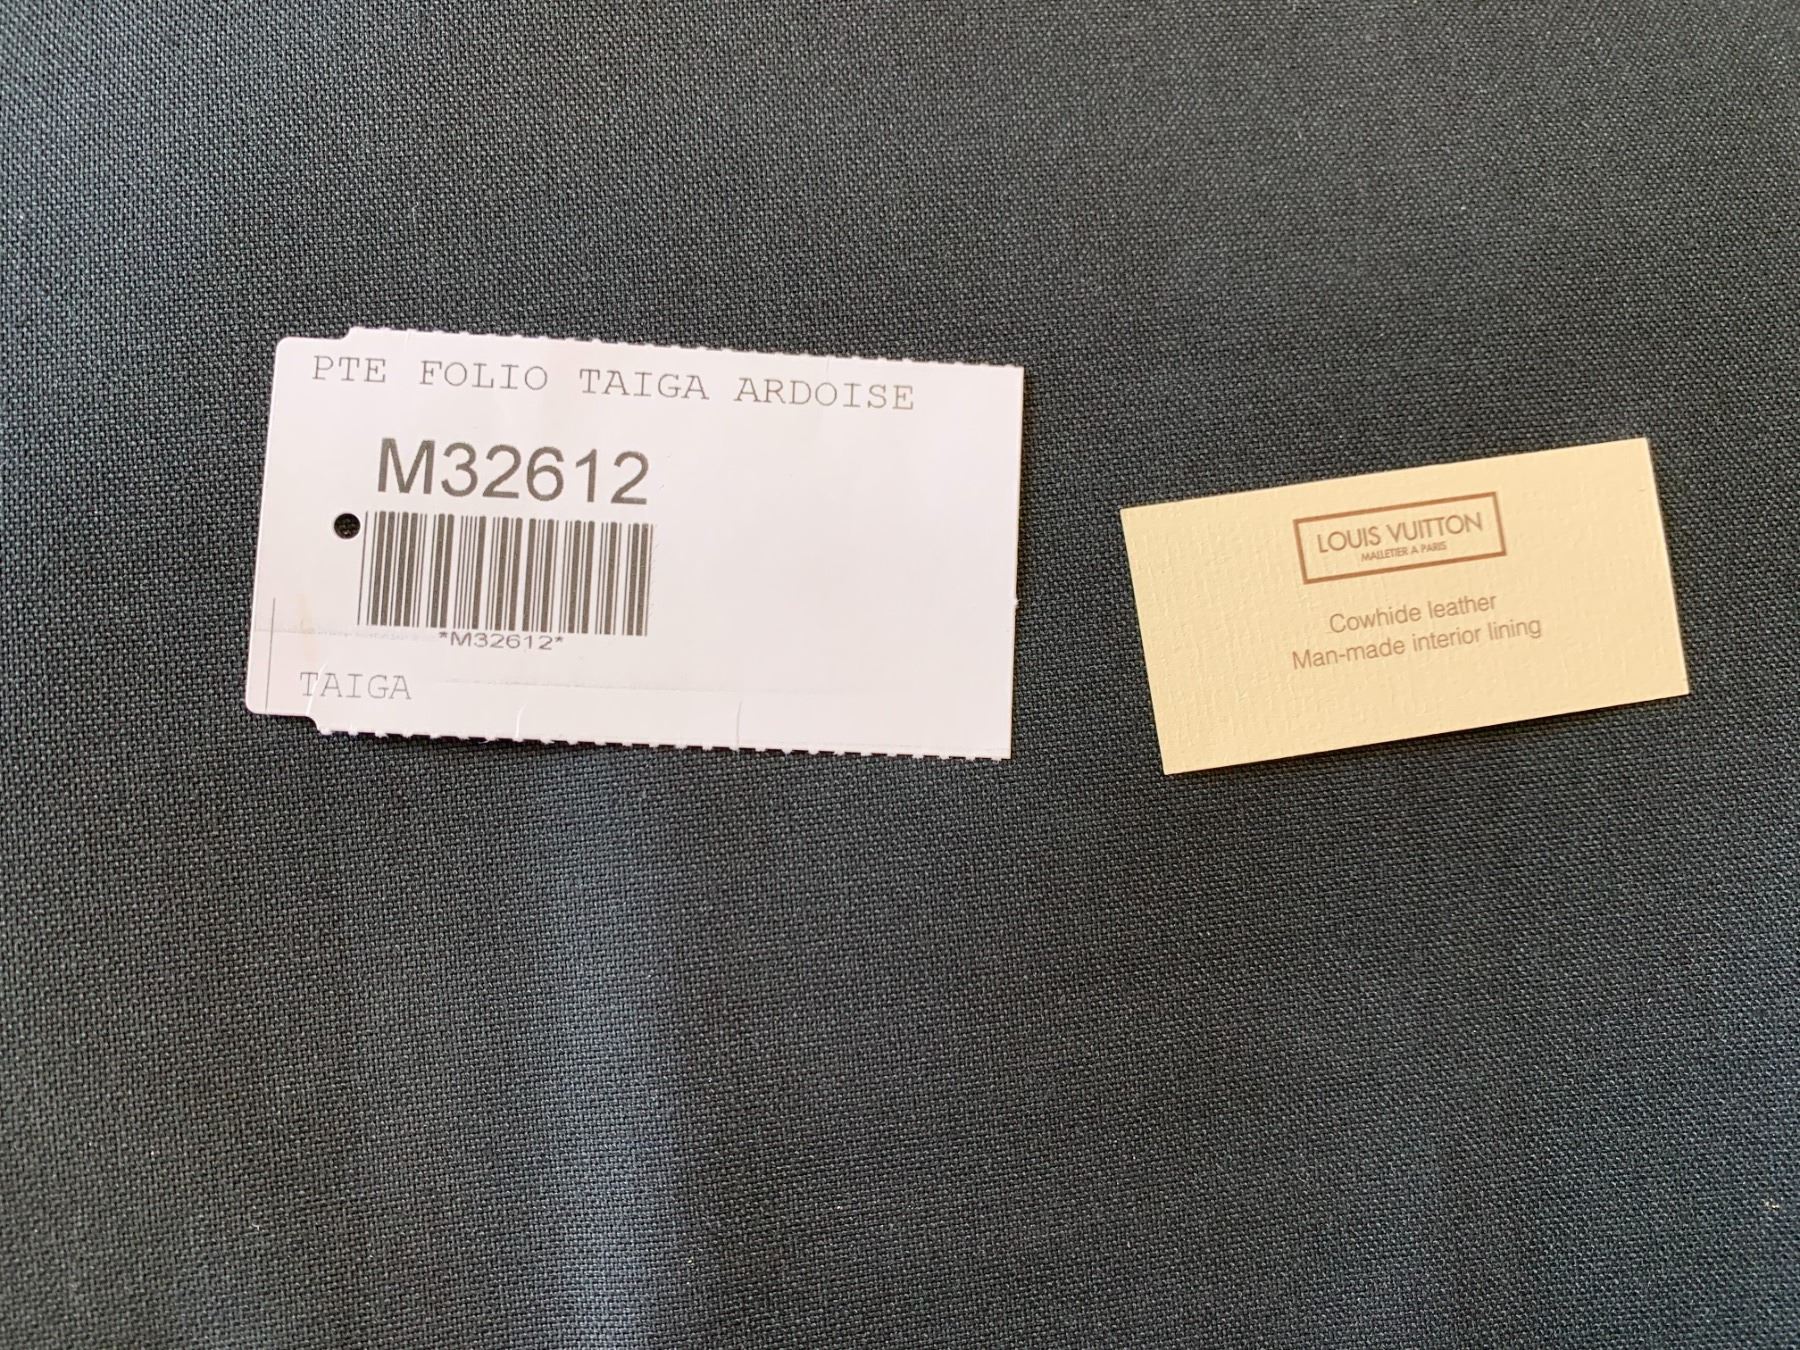 PTE FOLIO TAIGA ARDOISE
M32612
*M32612*
TAIGA
LOUIS VUITTON
MALLETIER A PARIS
Cowhide leather
Man-made interior lining